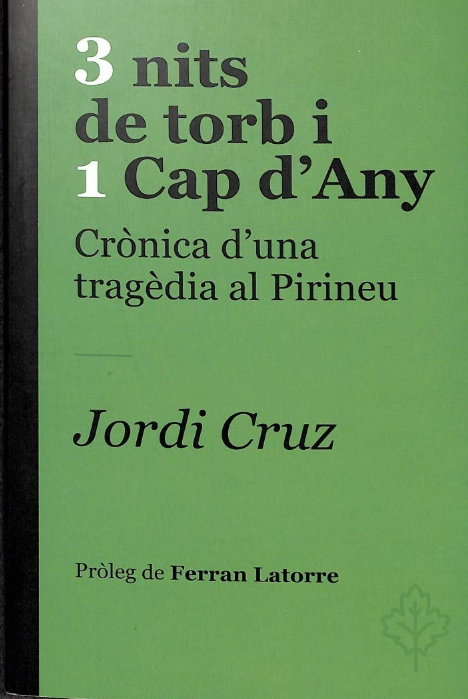 3 nits
de torb i
1 Cap d’Any
Crònica d’una
tragèdia al Pirineu
Jordi Cruz
Pròleg de Ferran Latorre